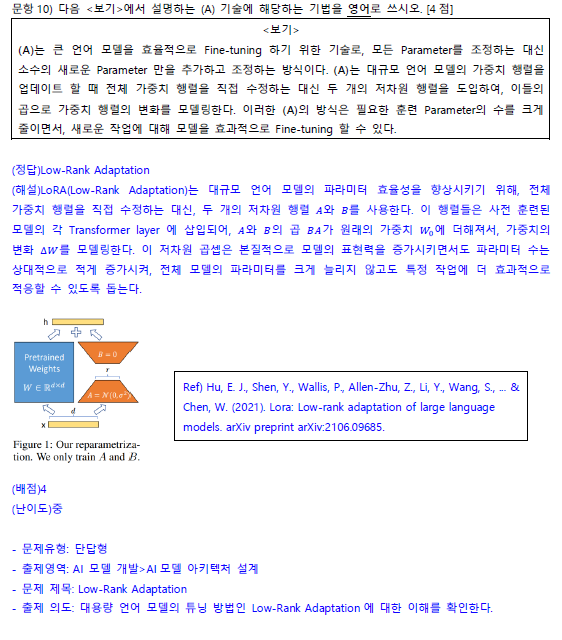 문항 10) 다음 <보기>에서 설명하는 (A) 기술에 해당하는 기법을 영어로 쓰시오. [4 점]
<보기>
(A)는 큰 언어 모델을 효율적으로 Fine-tuning 하기 위한 기술로, 모든 Parameter를 조정하는 대신
소수의 새로운 Parameter 만을 추가하고 조정하는 방식이다. (A)는 대규모 언어 모델의 가중치 행렬을
업데이트 할 때 전체 가중치 행렬을 직접 수정하는 대신 두 개의 저차원 행렬을 도입하여, 이들의
곱으로 가중치 행렬의 변화를 모델링한다. 이러한 (A)의 방식은 필요한 훈련 Parameter의 수를 크게
줄이면서, 새로운 작업에 대해 모델을 효과적으로 Fine-tuning 할 수 있다.
(정답)Low-Rank Adaptation
(해설)LoRA(Low-Rank Adaptation)는 대규모 언어 모델의 파라미터 효율성을 향상시키기 위해, 전체
가중치 행렬을 직접 수정하는 대신, 두 개의 저차원 행렬 A와 B를 사용한다. 이 행렬들은 사전 훈련된
모델의 각 Transformer layer 에 삽입되어, A와 B의 곱 BA가 원래의 가중치 W₀에 더해져서, 가중치의
변화 ΔW를 모델링한다. 이 저차원 곱셉은 본질적으로 모델의 표현력을 증가시키면서도 파라미터 수는
상대적으로 적게 증가시켜, 전체 모델의 파라미터를 크게 늘리지 않고도 특정 작업에 더 효과적으로
적응할 수 있도록 돕는다.
h
Pretrained
Weights
W ∈ ℝ^{d×d}
B = 0
r
A = N(0, σ²)
d
x
Figure 1: Our reparametriza-
tion. We only train A and B.
Ref) Hu, E. J., Shen, Y., Wallis, P., Allen-Zhu, Z., Li, Y., Wang, S., ... &
Chen, W. (2021). Lora: Low-rank adaptation of large language
models. arXiv preprint arXiv:2106.09685.
(배점)4
(난이도)중
- 문제유형: 단답형
- 출제영역: AI 모델 개발>AI 모델 아키텍처 설계
- 문제 제목: Low-Rank Adaptation
- 출제 의도: 대용량 언어 모델의 튜닝 방법인 Low-Rank Adaptation 에 대한 이해를 확인한다.